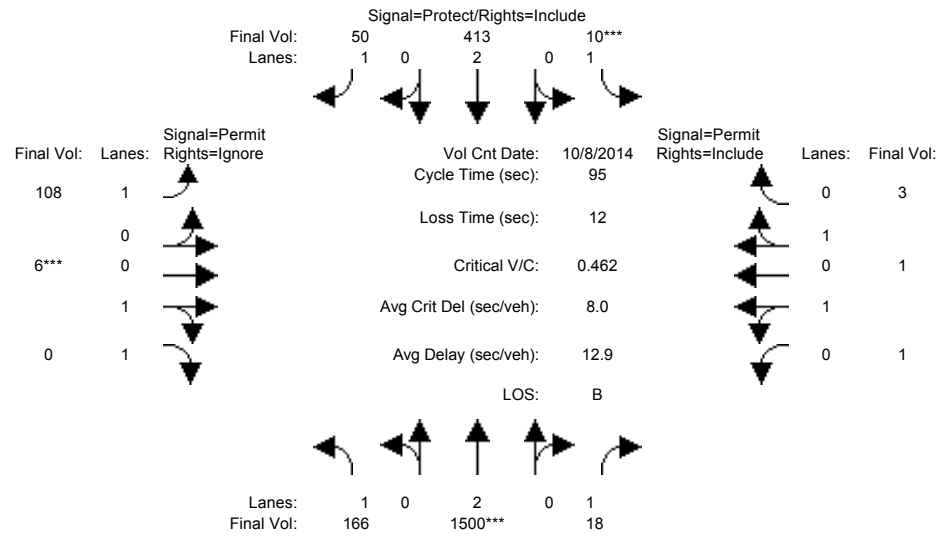 Signal=Protect/Rights=Include
Final Vol: 50 413 10***
Lanes: 1 0 2 0 1
Signal=Permit Signal=Permit
Final Vol: Lanes: Rights=Ignore Vol Cnt Date: 10/8/2014 Rights=Include Lanes: Final Vol:
Cycle Time (sec): 95
108 1 0 3
Loss Time (sec): 12
0 1
6*** 0 Critical V/C: 0.462 0 1
1 Avg Crit Del (sec/veh): 8.0 1
0 1 Avg Delay (sec/veh): 12.9 0 1
LOS: B
Lanes: 1 0 2 0 1
Final Vol: 166 1500*** 18